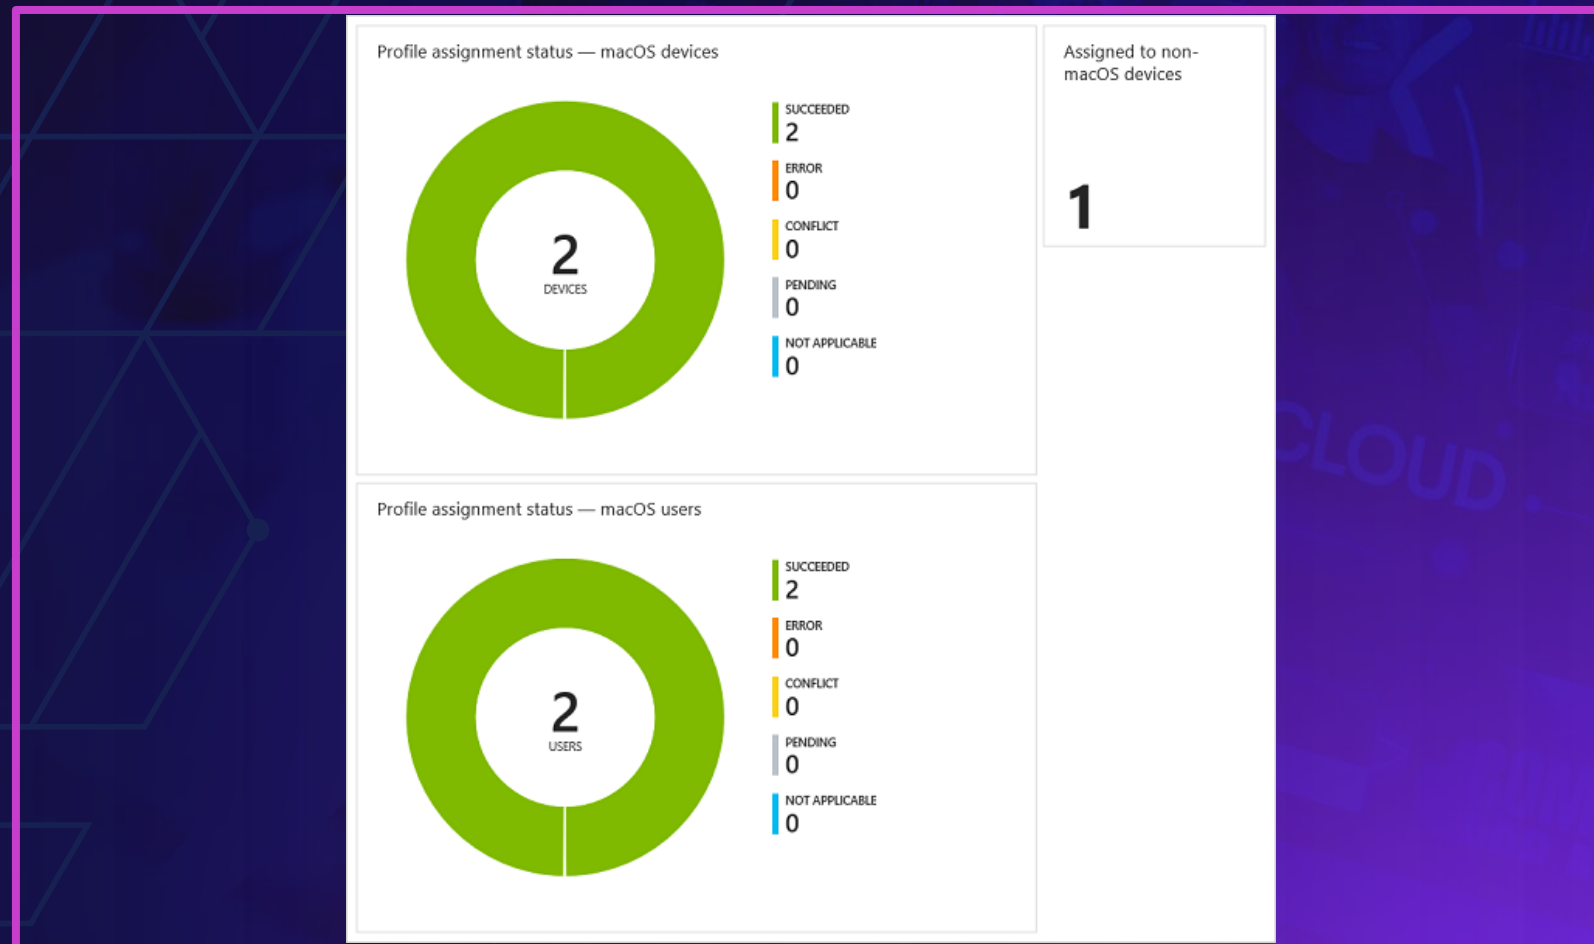 Profile assignment status — macOS devices
2
DEVICES
SUCCEEDED
2
ERROR
0
CONFLICT
0
PENDING
0
NOT APPLICABLE
0
Assigned to non-
macOS devices
1
Profile assignment status — macOS users
2
USERS
SUCCEEDED
2
ERROR
0
CONFLICT
0
PENDING
0
NOT APPLICABLE
0
CLOUD